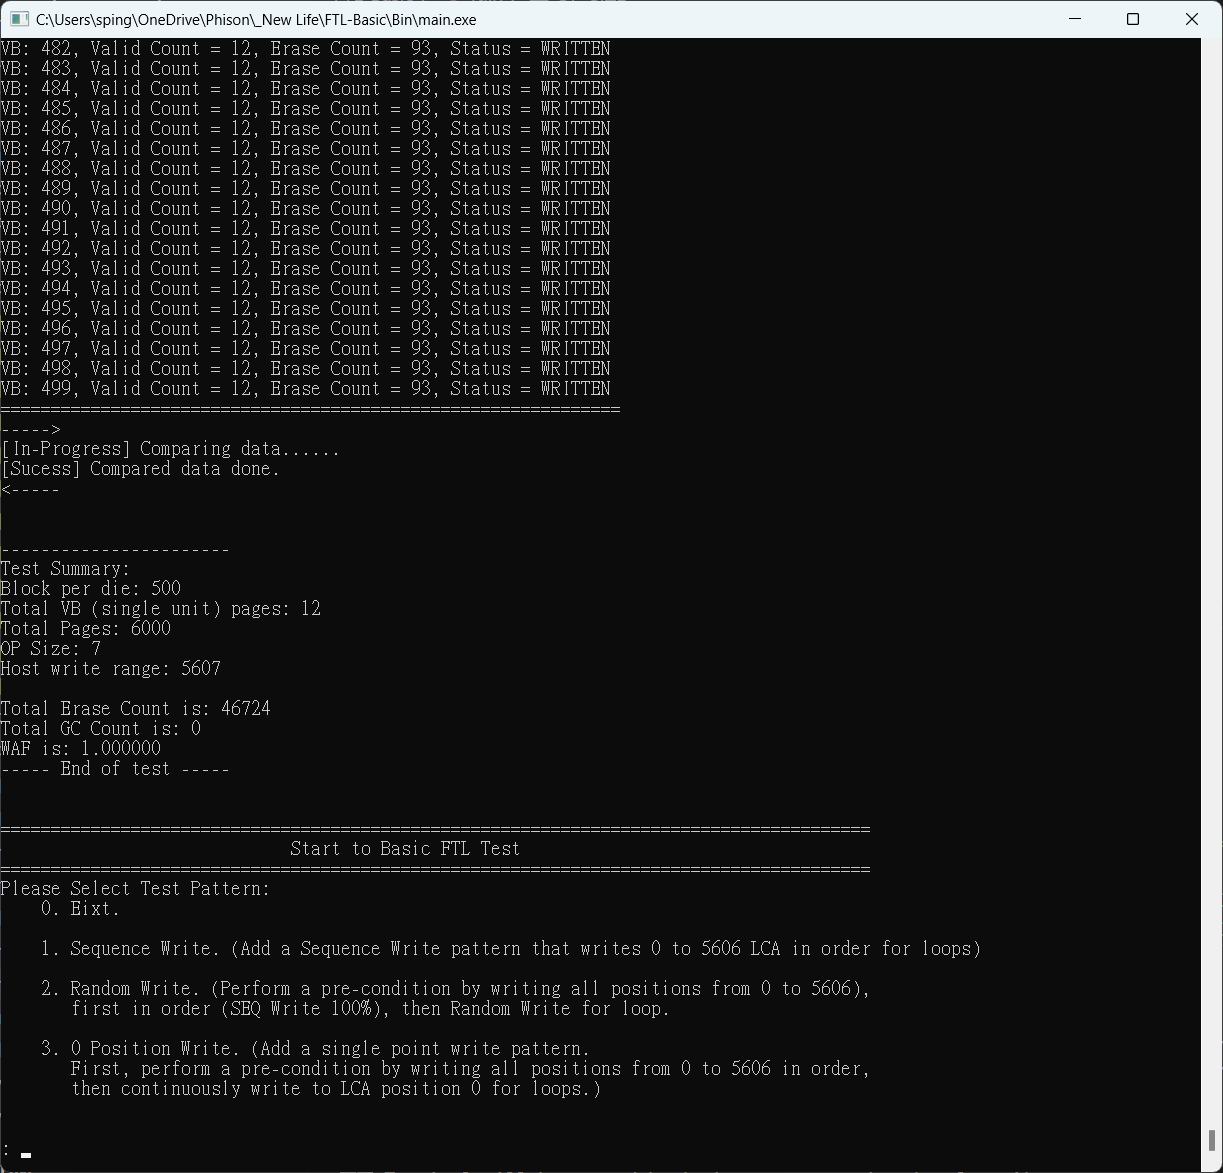 C:\Users\sping\OneDrive\Phison\_New Life\FTL-Basic\Bin\main.exe
VB: 482, Valid Count = 12, Erase Count = 93, Status = WRITTEN
VB: 483, Valid Count = 12, Erase Count = 93, Status = WRITTEN
VB: 484, Valid Count = 12, Erase Count = 93, Status = WRITTEN
VB: 485, Valid Count = 12, Erase Count = 93, Status = WRITTEN
VB: 486, Valid Count = 12, Erase Count = 93, Status = WRITTEN
VB: 487, Valid Count = 12, Erase Count = 93, Status = WRITTEN
VB: 488, Valid Count = 12, Erase Count = 93, Status = WRITTEN
VB: 489, Valid Count = 12, Erase Count = 93, Status = WRITTEN
VB: 490, Valid Count = 12, Erase Count = 93, Status = WRITTEN
VB: 491, Valid Count = 12, Erase Count = 93, Status = WRITTEN
VB: 492, Valid Count = 12, Erase Count = 93, Status = WRITTEN
VB: 493, Valid Count = 12, Erase Count = 93, Status = WRITTEN
VB: 494, Valid Count = 12, Erase Count = 93, Status = WRITTEN
VB: 495, Valid Count = 12, Erase Count = 93, Status = WRITTEN
VB: 496, Valid Count = 12, Erase Count = 93, Status = WRITTEN
VB: 497, Valid Count = 12, Erase Count = 93, Status = WRITTEN
VB: 498, Valid Count = 12, Erase Count = 93, Status = WRITTEN
VB: 499, Valid Count = 12, Erase Count = 93, Status = WRITTEN
==============================================================
----->
[In-Progress] Comparing data......
[Sucess] Compared data done.
<-----
-----------------------
Test Summary:
Block per die: 500
Total VB (single unit) pages: 12
Total Pages: 6000
OP Size: 7
Host write range: 5607
Total Erase Count is: 46724
Total GC Count is: 0
WAF is: 1.000000
----- End of test -----
=======================================================================================
Start to Basic FTL Test
=======================================================================================
Please Select Test Pattern:
0. Eixt.
1. Sequence Write. (Add a Sequence Write pattern that writes 0 to 5606 LCA in order for loops)
2. Random Write. (Perform a pre-condition by writing all positions from 0 to 5606),
first in order (SEQ Write 100%), then Random Write for loop.
3. 0 Position Write. (Add a single point write pattern.
First, perform a pre-condition by writing all positions from 0 to 5606 in order,
then continuously write to LCA position 0 for loops.)
: